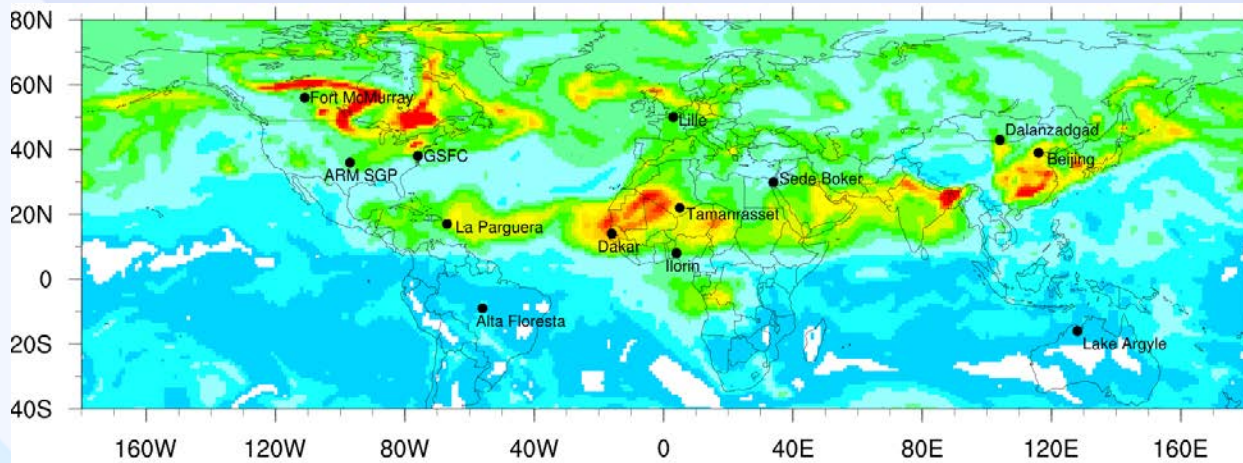 80N
60N
Fort McMurray
Lille
Dalanzadgad
40N
GSFC
Beijing
ARM SGP
Sede Boker
20N
La Parguera
Tamanrasset
Dakar
Ilorin
0
Alta Floresta
20S
Lake Argyle
40S
160W 120W 80W 40W 0 40E 80E 120E 160E